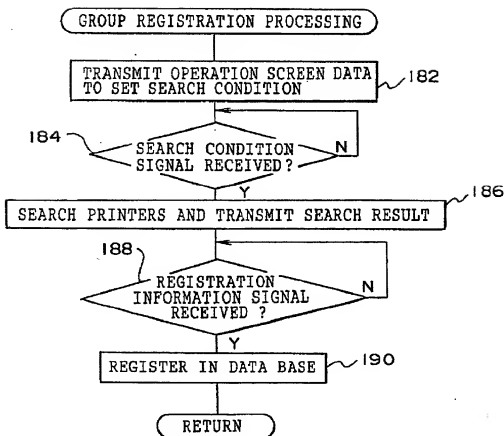 GROUP REGISTRATION PROCESSING
TRANSMIT OPERATION SCREEN DATA
TO SET SEARCH CONDITION
182
184
SEARCH CONDITION
SIGNAL RECEIVED?
N
Y
186
SEARCH PRINTERS AND TRANSMIT SEARCH RESULT
188
REGISTRATION
INFORMATION SIGNAL
RECEIVED ?
N
Y
REGISTER IN DATA BASE
190
RETURN